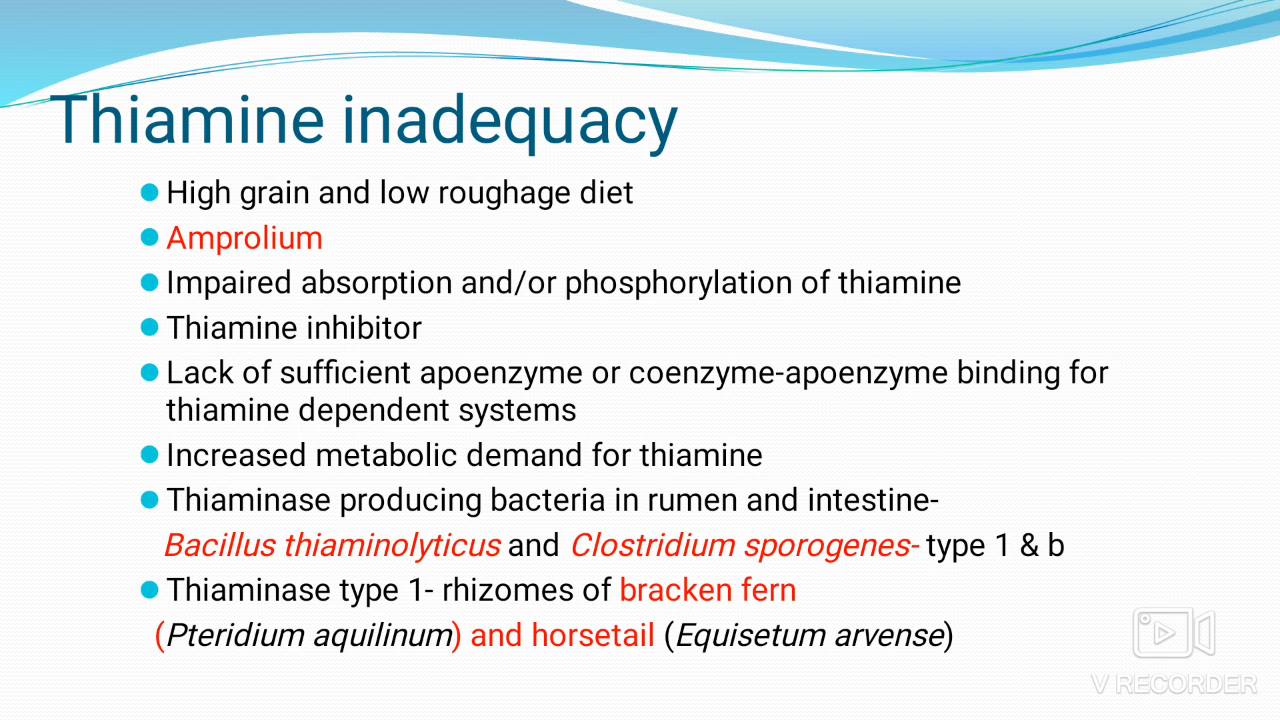 Thiamine inadequacy
High grain and low roughage diet
Amprolium
Impaired absorption and/or phosphorylation of thiamine
Thiamine inhibitor
Lack of sufficient apoenzyme or coenzyme-apoenzyme binding for
thiamine dependent systems
Increased metabolic demand for thiamine
Thiaminase producing bacteria in rumen and intestine-
Bacillus thiaminolyticus and Clostridium sporogenes- type 1 & b
Thiaminase type 1- rhizomes of bracken fern
(Pteridium aquilinum) and horsetail (Equisetum arvense)
V RECORDER